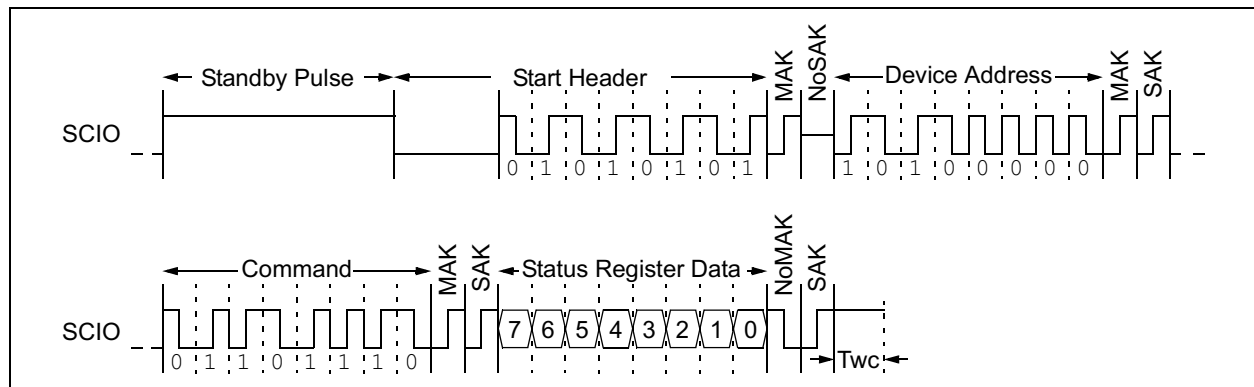 Standby Pulse Start Header MAK NoSAK Device Address MAK SAK
SCIO
0 1 0 1 0 1 0 1 1 0 1 0 0 0 0 0
Command MAK SAK Status Register Data NoMAK SAK
SCIO 7 6 5 4 3 2 1 0
0 1 1 0 1 1 1 0 Twc